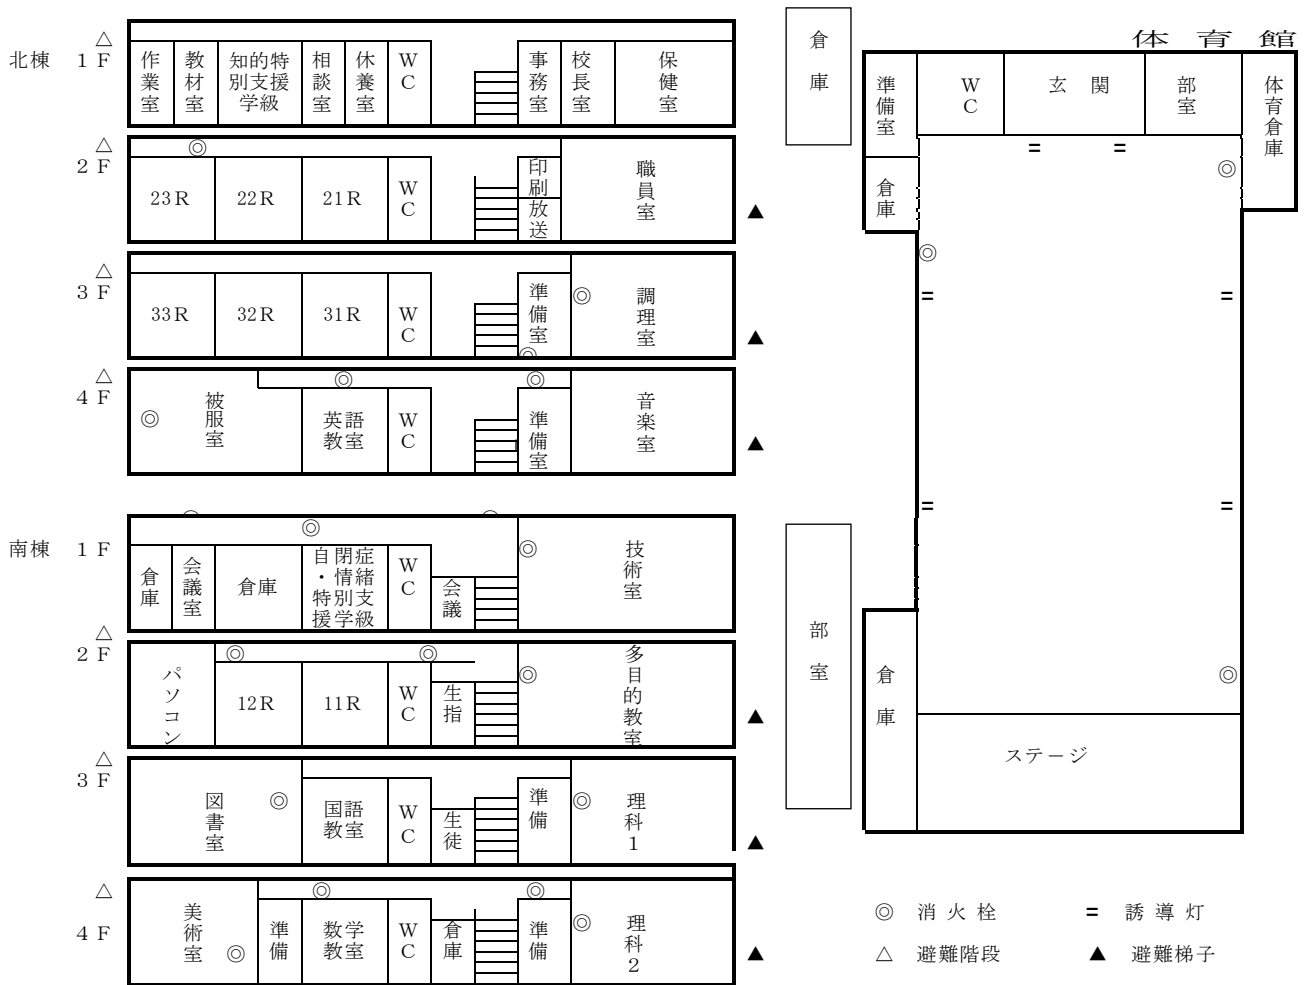 体 育 館
北棟 1 F △
作業室 教材室 知的特別支援学級 相談室 休養室 WC 事務室 校長室 保健室
2 F △
◎
23R 22R 21R WC 印刷 放送 職員室 ▲
3 F △
33R 32R 31R WC 準備室 ◎ 調理室 ▲
◎
4 F △
◎ ◎
◎ 被服室 英語教室 WC 準備室 音楽室 ▲
南棟 1 F
◎
倉庫 会議室 倉庫 自閉症・情緒特別支援学級 WC 会議 ◎ 技術室
2 F △
◎ ◎
パソコン 12R 11R WC 生指 ◎ 多目的教室 ▲
3 F △
図書室 ◎ 国語教室 WC 生徒 準備 ◎ 理科1 ▲
4 F △
◎ ◎
美術室 ◎ 準備 数学教室 WC 倉庫 準備 ◎ 理科2 ▲
倉庫
部室
準備室 WC 玄 関 部室 体育倉庫
= =
◎
倉庫
◎
= =
= =
倉庫
◎
ステージ
◎ 消 火 栓 = 誘 導 灯
△ 避難階段 ▲ 避難梯子